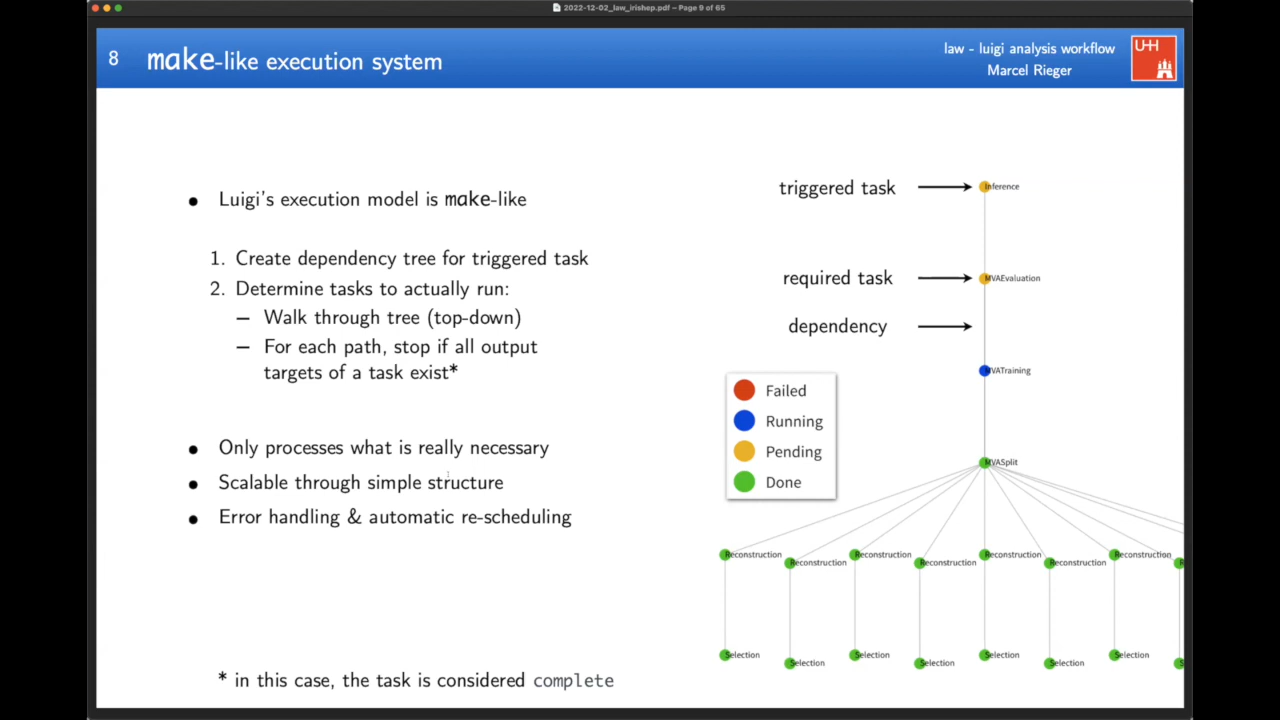 2022-12-02_law_irishep.pdf – Page 9 of 65
8 make-like execution system
law - luigi analysis workflow
Marcel Rieger
UH
• Luigi's execution model is make-like
1. Create dependency tree for triggered task
2. Determine tasks to actually run:
– Walk through tree (top-down)
– For each path, stop if all output
targets of a task exist*
• Only processes what is really necessary
• Scalable through simple structure
• Error handling & automatic re-scheduling
* in this case, the task is considered complete
triggered task
Inference
required task
MVAEvaluation
dependency
MVATraining
Failed
Running
Pending
Done
MVASplit
Reconstruction
Reconstruction
Reconstruction
Reconstruction
Reconstruction
Reconstruction
Reconstruction
Selection
Selection
Selection
Selection
Selection
Selection
Selection